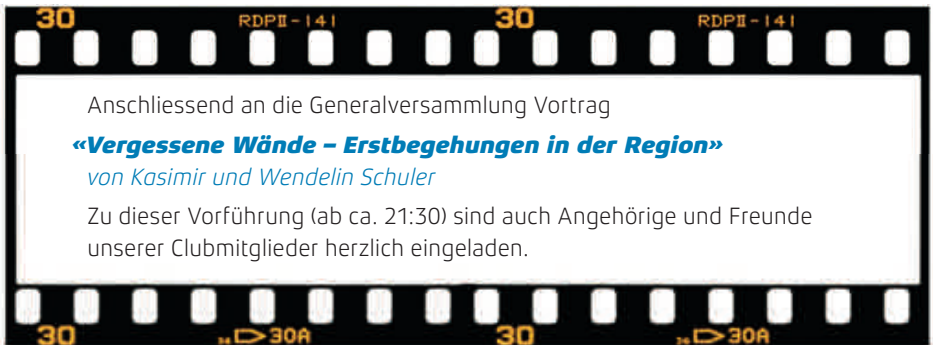 30 RDPII-141 30 RDPII-141
Anschliessend an die Generalversammlung Vortrag
«Vergessene Wände – Erstbegehungen in der Region»
von Kasimir und Wendelin Schuler
Zu dieser Vorführung (ab ca. 21:30) sind auch Angehörige und Freunde
unserer Clubmitglieder herzlich eingeladen.
30 30A 30 30A